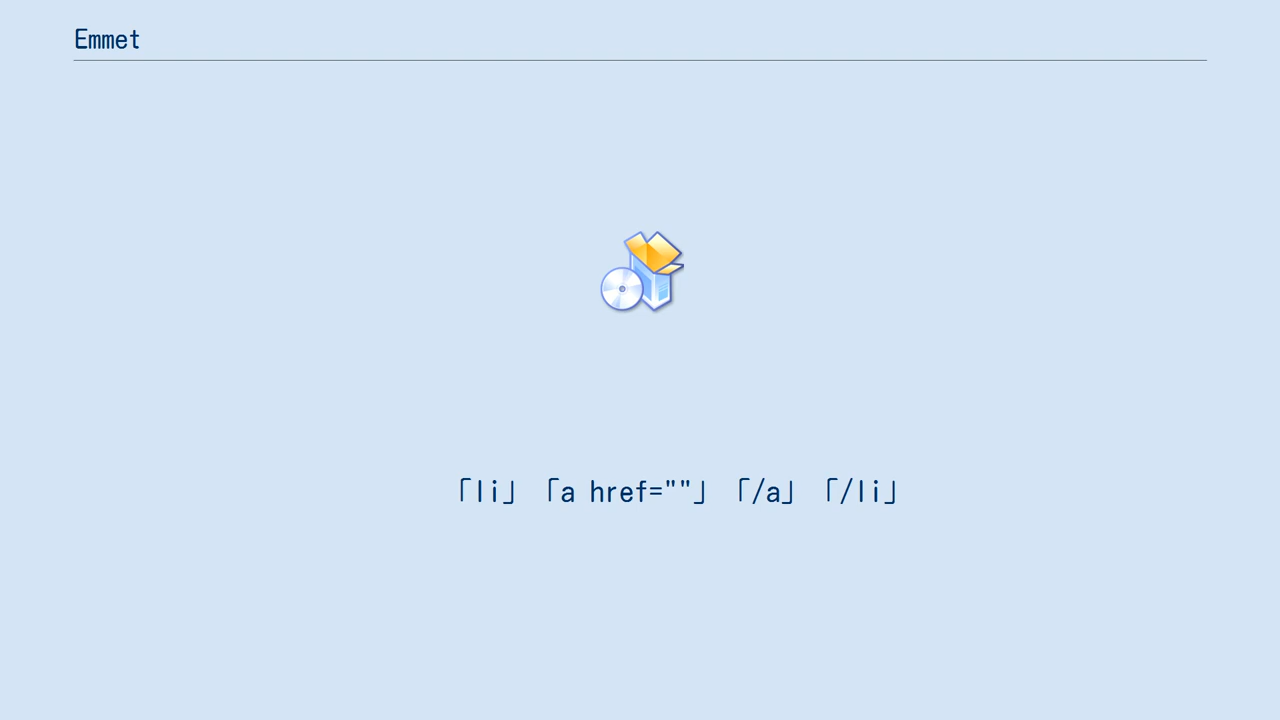 Emmet
「li」「a href=""」「/a」「/li」